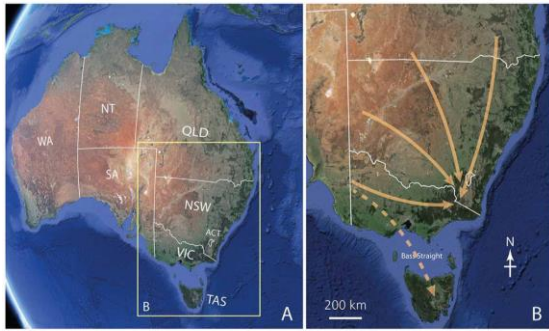 NT
WA
QLD
SA
NSW
ACT
VIC
TAS
B
A
Bass Straight
N
200 km
B